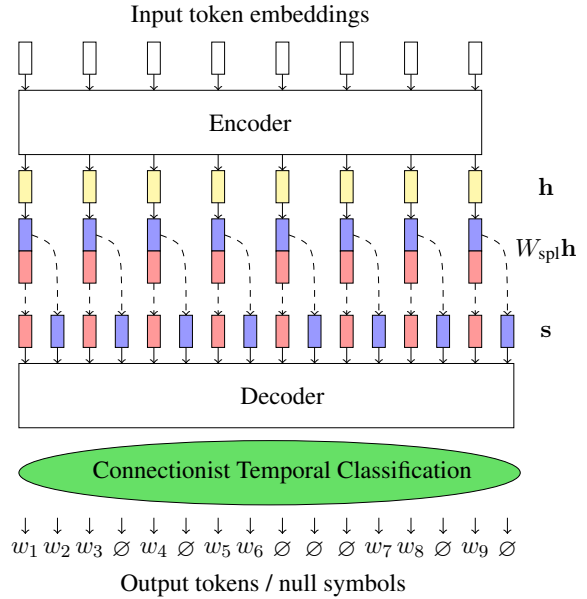 Input token embeddings
Encoder
h
W_spl h
s
Decoder
Connectionist Temporal Classification
w₁ w₂ w₃ ∅ w₄ ∅ w₅ w₆ ∅ ∅ ∅ w₇ w₈ ∅ w₉ ∅
Output tokens / null symbols